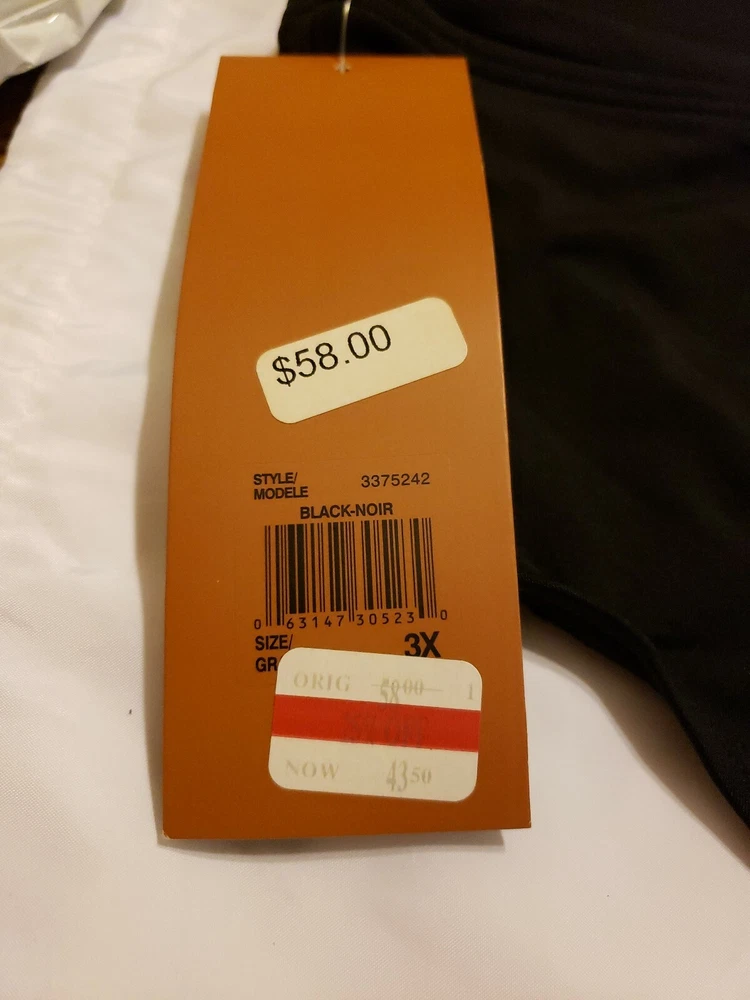 $58.00
STYLE/ 3375242
MODELE
BLACK-NOIR
0 63147 30523 0
SIZE/ 3X
GR
ORIG 58.00 1
NOW 43.50